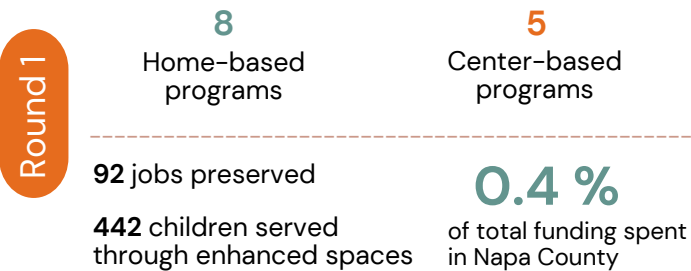 Round 1
8
Home-based
programs
5
Center-based
programs
92 jobs preserved
442 children served
through enhanced spaces
0.4 %
of total funding spent
in Napa County